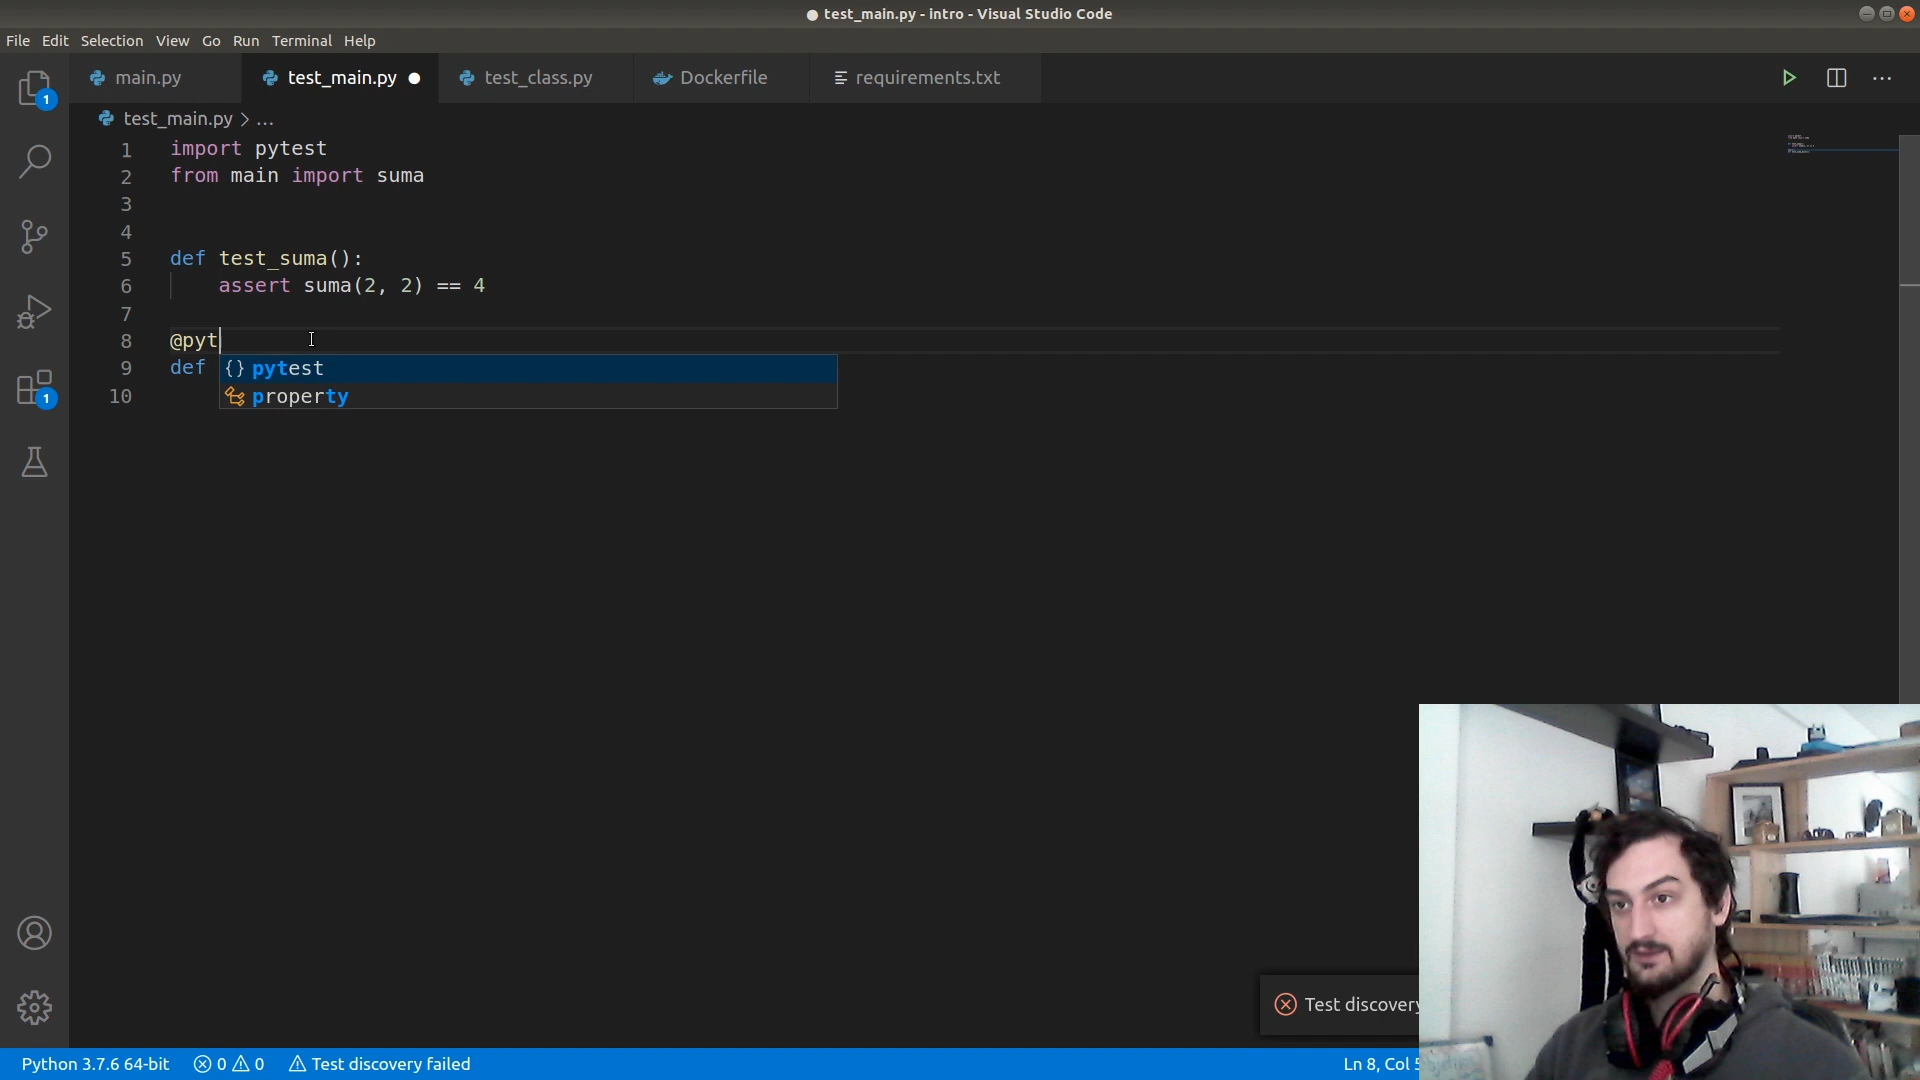 ● test_main.py - intro - Visual Studio Code
File Edit Selection View Go Run Terminal Help
main.py test_main.py ● test_class.py Dockerfile requirements.txt
test_main.py > ...
1 import pytest
2 from main import suma
3
4
5 def test_suma():
6 assert suma(2, 2) == 4
7
8 @pyt
9 def
{} pytest
10
property
1
1
Test discovery
Python 3.7.6 64-bit 0 0 Test discovery failed
Ln 8, Col